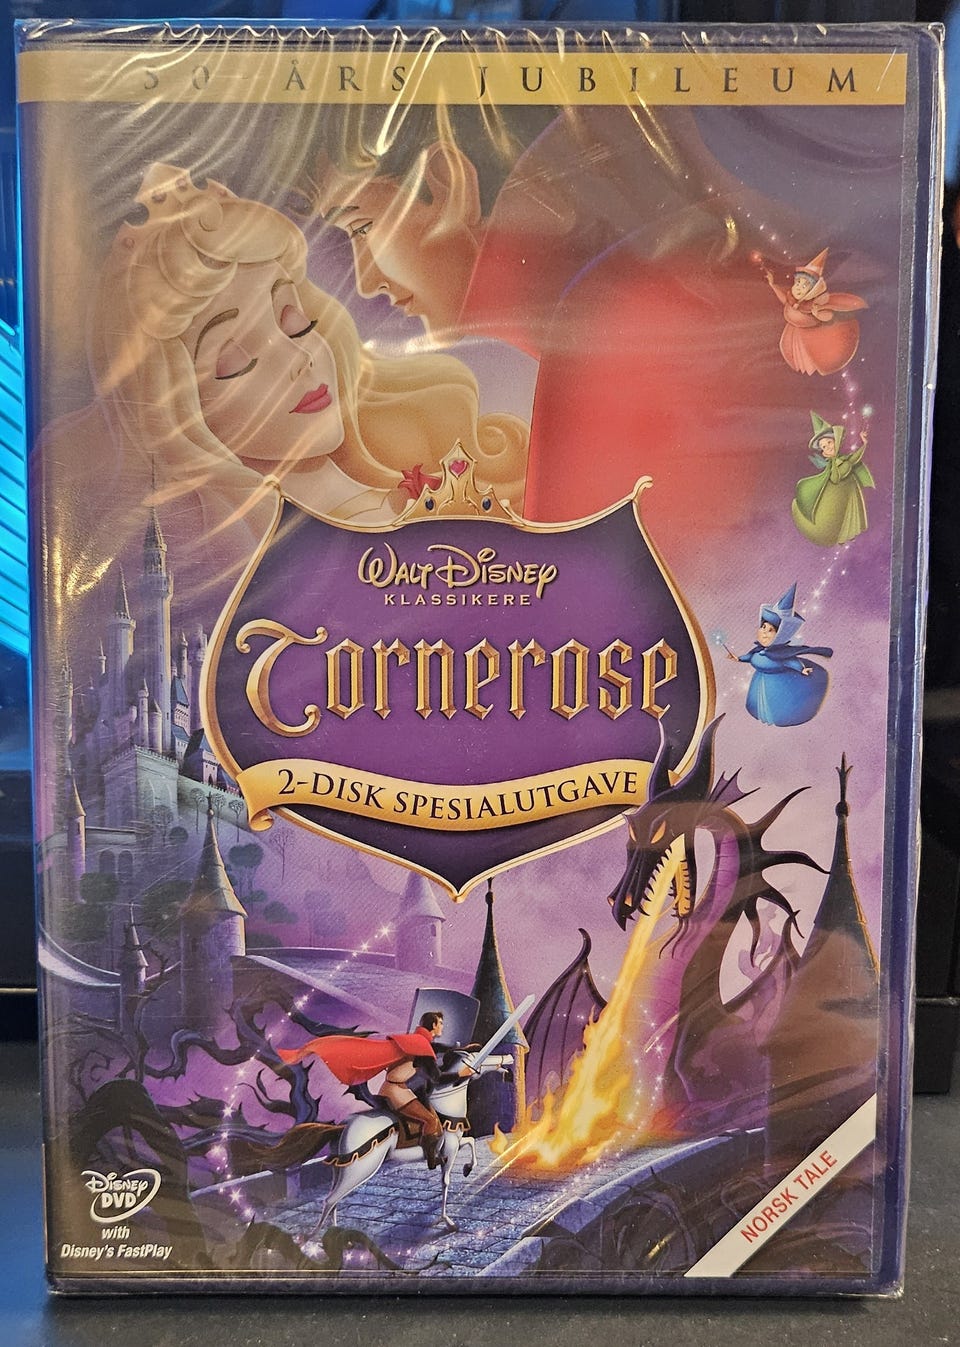 50 ÅRS JUBILEUM
WALT DISNEY
KLASSIKERE
Tornerose
2-DISK SPESIALUTGAVE
DISNEY
DVD
with
Disney's FastPlay
NORSK TALE